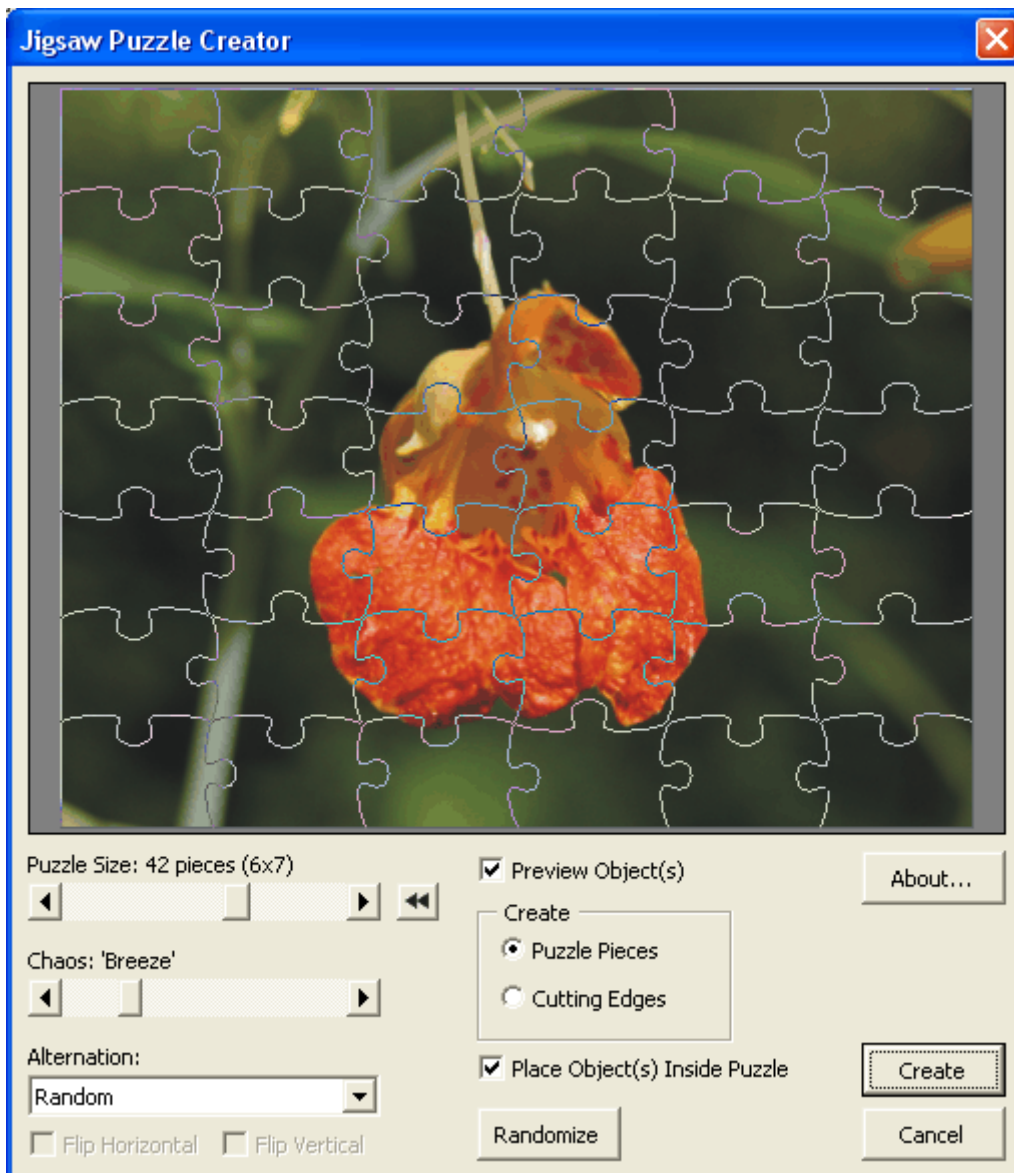 Jigsaw Puzzle Creator
Puzzle Size: 42 pieces (6x7)
Chaos: 'Breeze'
Alternation:
Random
Flip Horizontal Flip Vertical
Preview Object(s)
Create
Puzzle Pieces
Cutting Edges
Place Object(s) Inside Puzzle
Randomize
About...
Create
Cancel